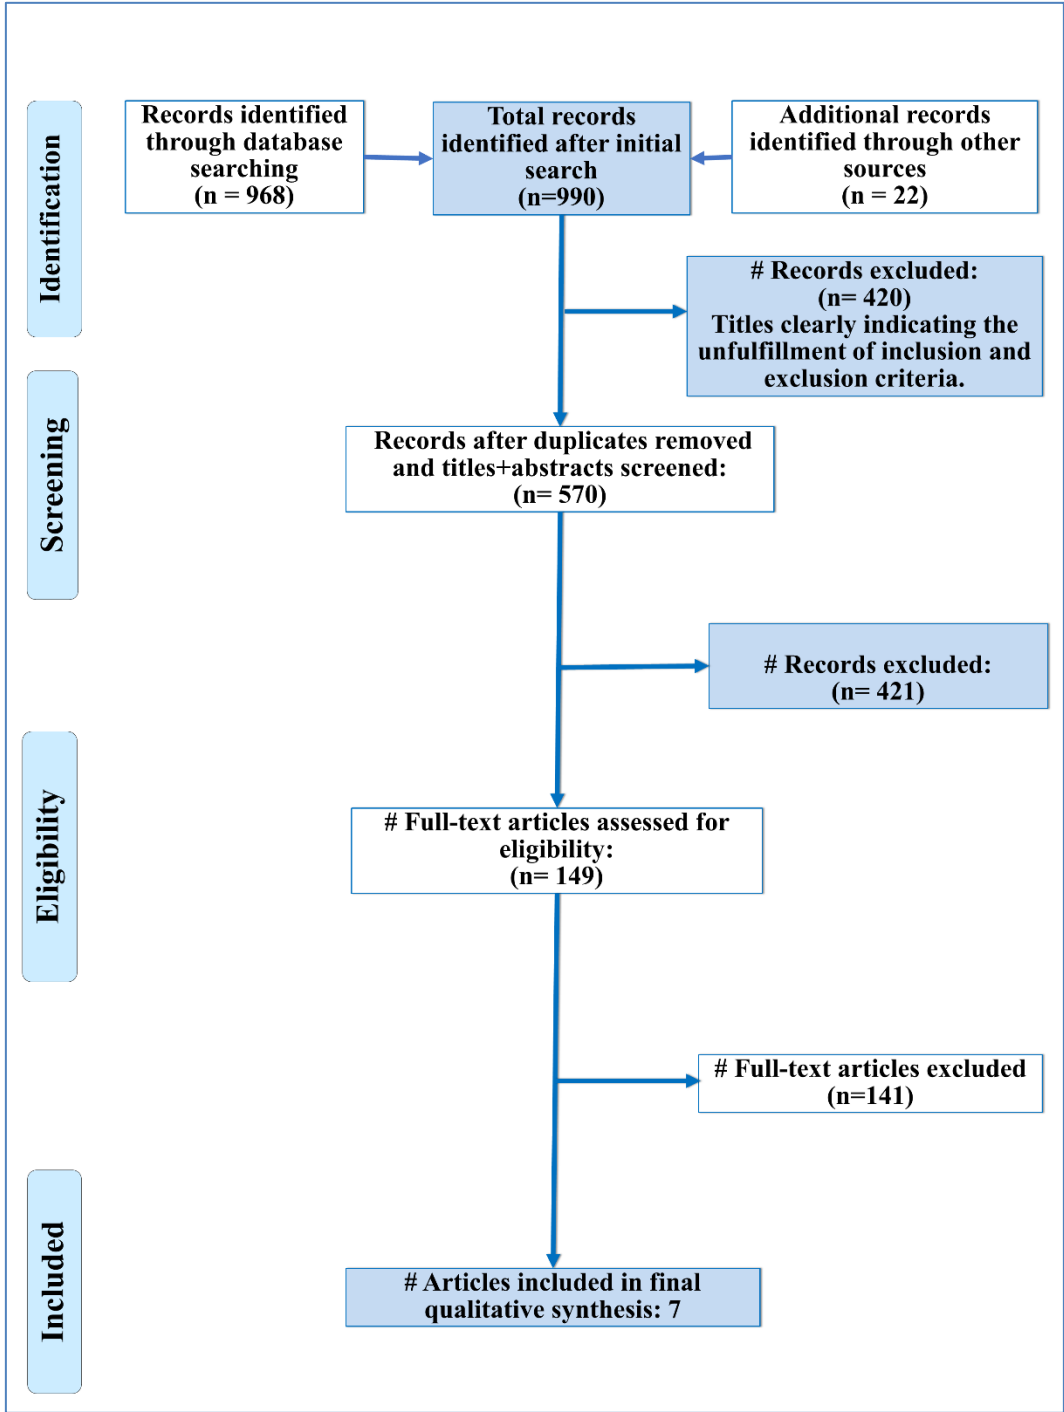 Identification
Records identified
through database
searching
(n = 968)
Total records
identified after initial
search
(n=990)
Additional records
identified through other
sources
(n = 22)
# Records excluded:
(n= 420)
Titles clearly indicating the
unfulfillment of inclusion and
exclusion criteria.
Screening
Records after duplicates removed
and titles+abstracts screened:
(n= 570)
# Records excluded:
(n= 421)
Eligibility
# Full-text articles assessed for
eligibility:
(n= 149)
# Full-text articles excluded
(n=141)
Included
# Articles included in final
qualitative synthesis: 7